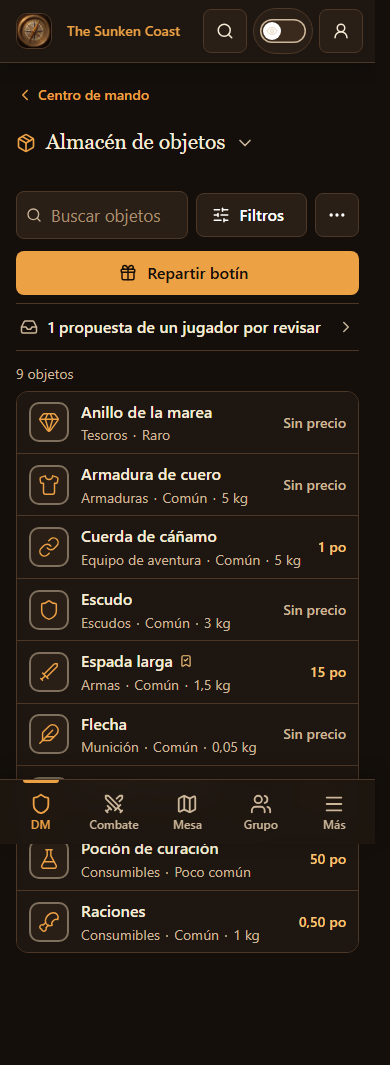 The Sunken Coast
Centro de mando
Almacén de objetos
Buscar objetos
Filtros
Repartir botín
1 propuesta de un jugador por revisar
9 objetos
Anillo de la marea
Tesoros · Raro
Sin precio
Armadura de cuero
Armaduras · Común · 5 kg
Sin precio
Cuerda de cáñamo
Equipo de aventura · Común · 5 kg
1 po
Escudo
Escudos · Común · 3 kg
Sin precio
Espada larga
Armas · Común · 1,5 kg
15 po
Flecha
Munición · Común · 0,05 kg
Sin precio
DM
Combate
Mesa
Grupo
Más
Poción de curación
Consumibles · Poco común
50 po
Raciones
Consumibles · Común · 1 kg
0,50 po